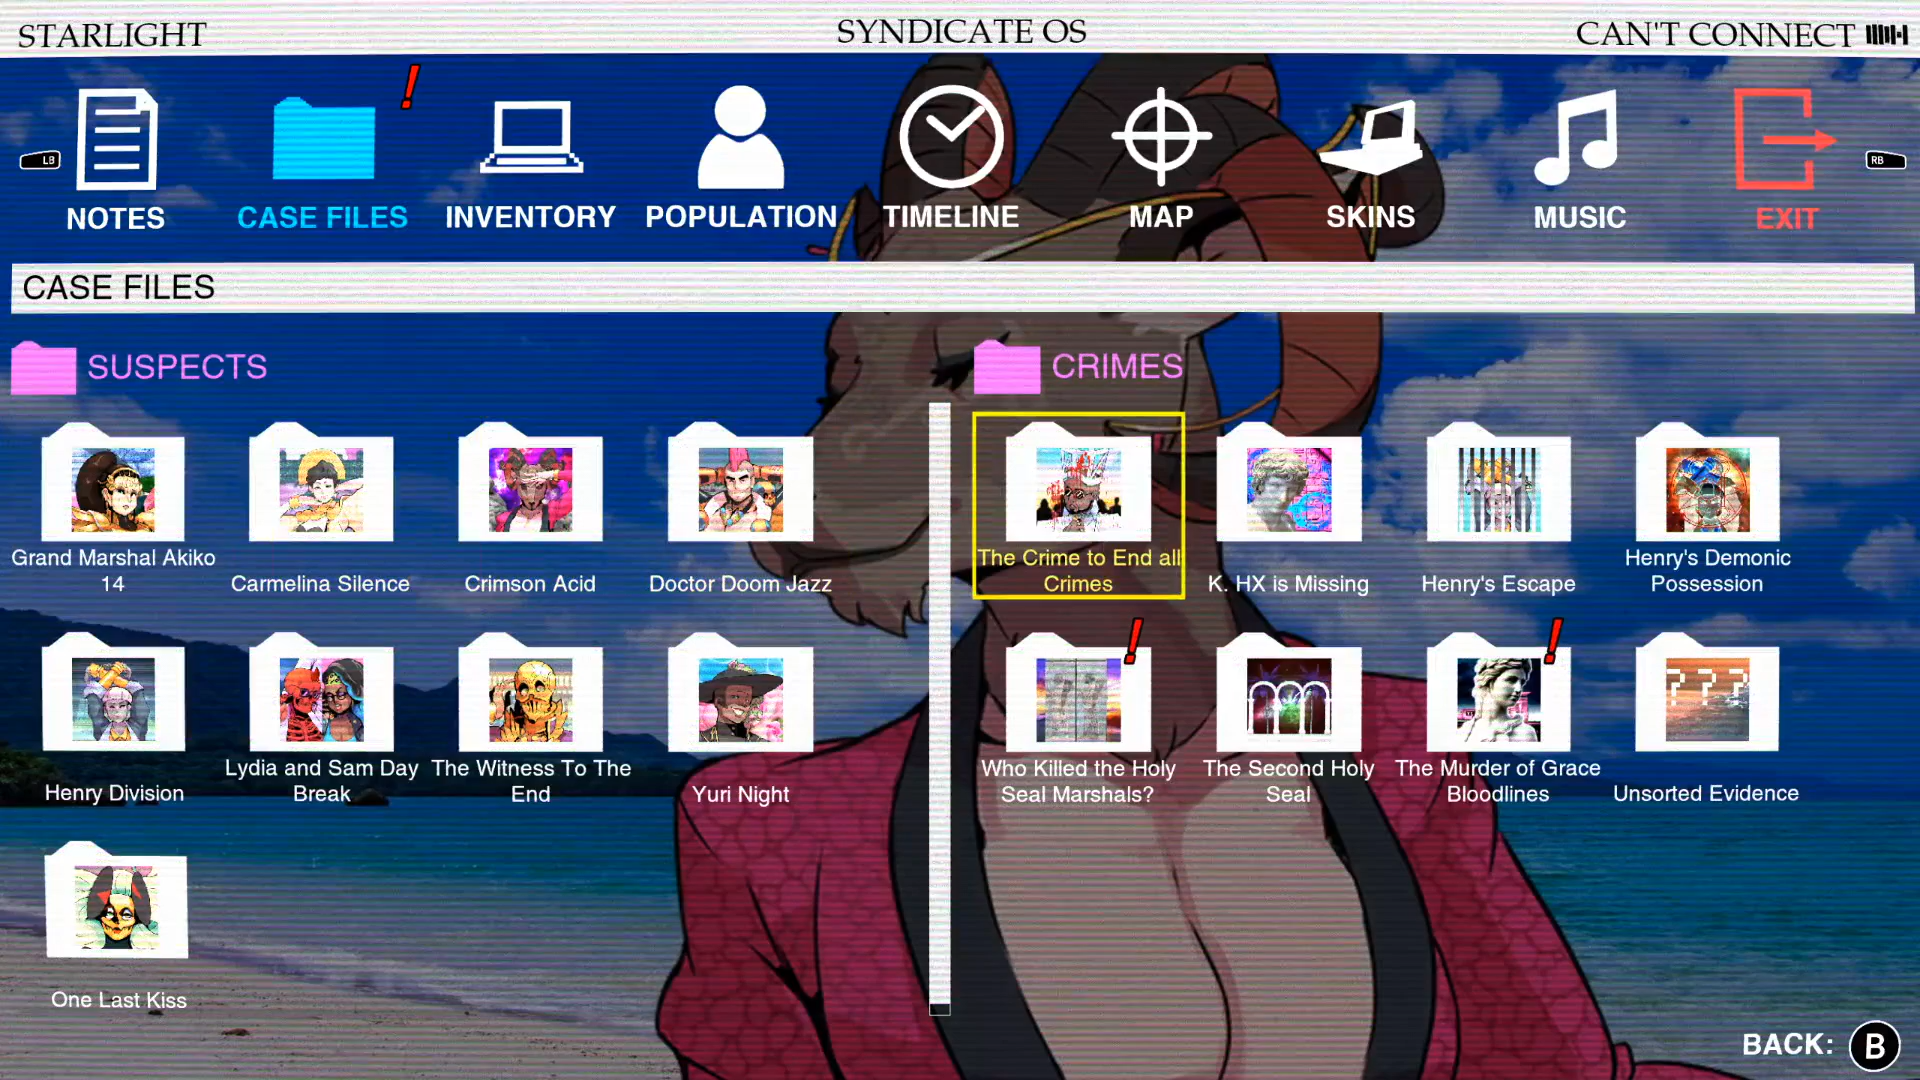 STARLIGHT
SYNDICATE OS
CAN'T CONNECT
LB
RB
NOTES
CASE FILES
INVENTORY
POPULATION
TIMELINE
MAP
SKINS
MUSIC
EXIT
CASE FILES
SUSPECTS
Grand Marshal Akiko
14
Carmelina Silence
Crimson Acid
Doctor Doom Jazz
Henry Division
Lydia and Sam Day
Break
The Witness To The
End
Yuri Night
One Last Kiss
CRIMES
The Crime to End all
Crimes
K. HX is Missing
Henry's Escape
Henry's Demonic
Possession
Who Killed the Holy
Seal Marshals?
The Second Holy
Seal
The Murder of Grace
Bloodlines
? ? ?
Unsorted Evidence
BACK: B